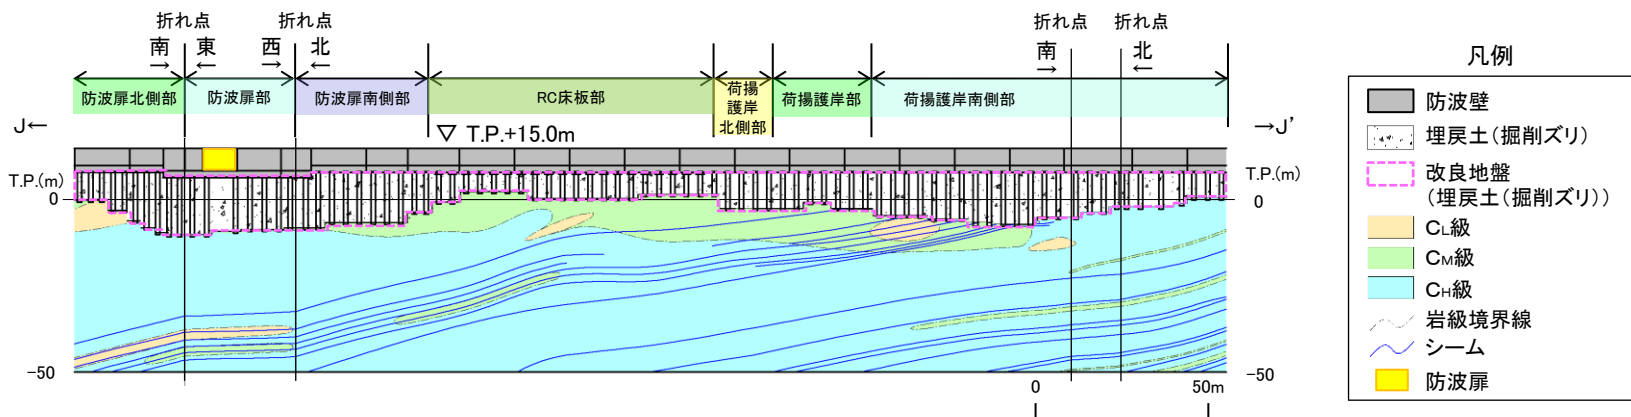 折れ点 折れ点 折れ点 折れ点
南 東 西 北 南 北
→ ← → ← → ←
防波扉北側部 防波扉部 防波扉南側部 RC床板部 荷揚護岸北側部 荷揚護岸部 荷揚護岸南側部
J← ▽ T.P.+15.0m →J’
T.P.(m) T.P.(m)
0 0
-50 -50
0 50m
凡例
防波壁
埋戻土(掘削ズリ)
改良地盤
(埋戻土(掘削ズリ))
CL級
CM級
CH級
岩級境界線
シーム
防波扉